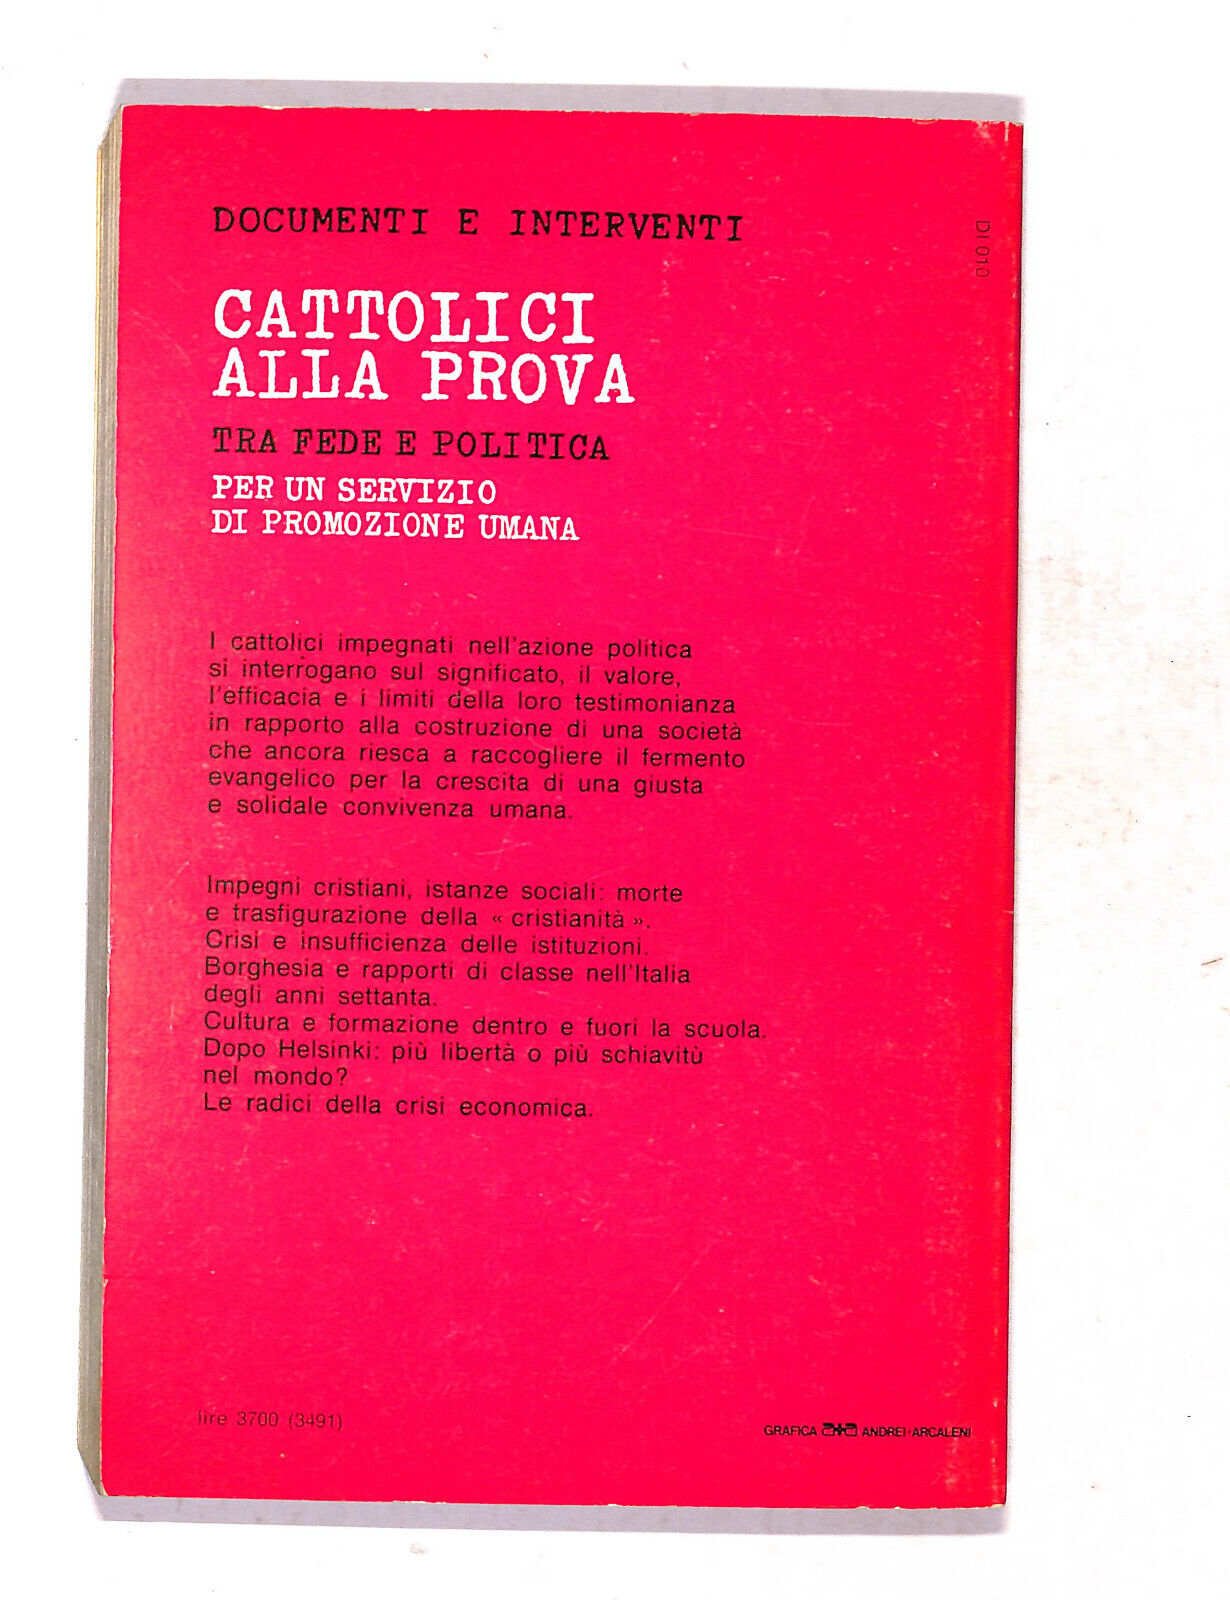 DOCUMENTI E INTERVENTI
DI 010
CATTOLICI
ALLA PROVA
TRA FEDE E POLITICA
PER UN SERVIZIO
DI PROMOZIONE UMANA
I cattolici impegnati nell'azione politica
si interrogano sul significato, il valore,
l'efficacia e i limiti della loro testimonianza
in rapporto alla costruzione di una società
che ancora riesca a raccogliere il fermento
evangelico per la crescita di una giusta
e solidale convivenza umana.
Impegni cristiani, istanze sociali: morte
e trasfigurazione della « cristianità ».
Crisi e insufficienza delle istituzioni.
Borghesia e rapporti di classe nell'Italia
degli anni settanta.
Cultura e formazione dentro e fuori la scuola.
Dopo Helsinki: più libertà o più schiavitù
nel mondo?
Le radici della crisi economica.
lire 3700 (3491)
GRAFICA a+a ANDREI-ARCALENI